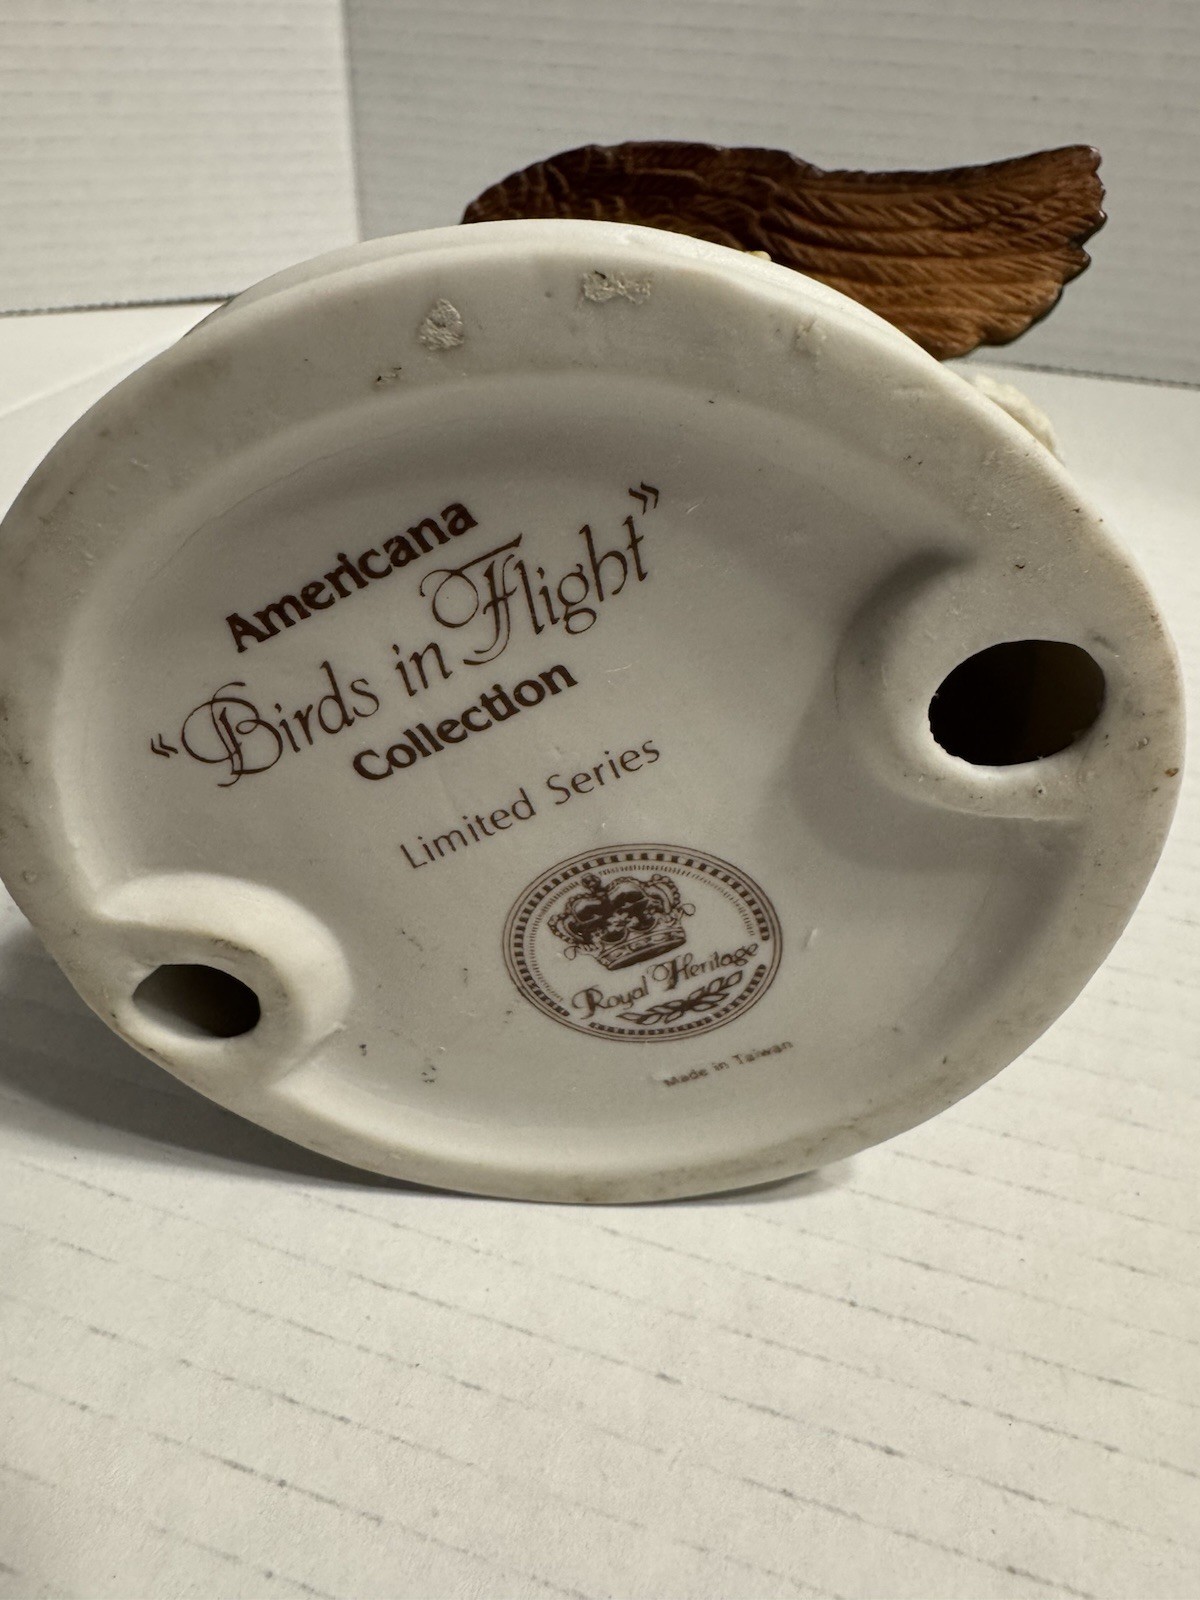 Americana
“Birds in Flight”
Collection
Limited Series
Royal Heritage
Made in Taiwan